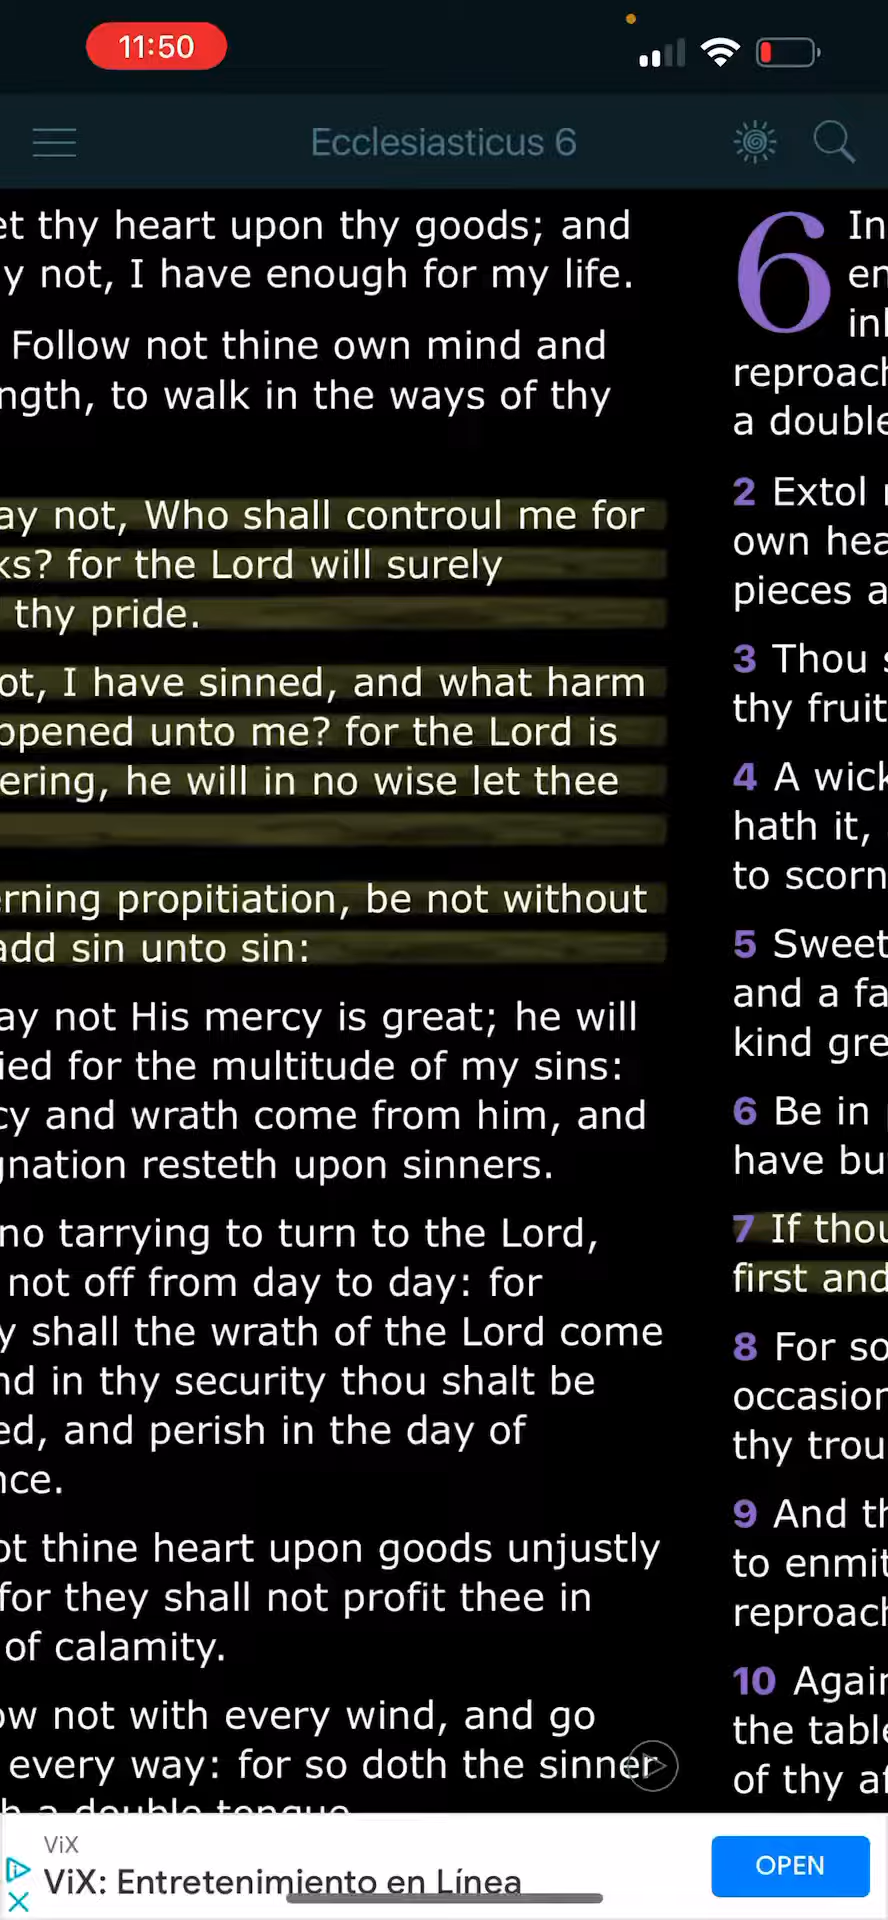 11:50
Ecclesiasticus 6
et thy heart upon thy goods; and
y not, I have enough for my life.
Follow not thine own mind and
ngth, to walk in the ways of thy
ay not, Who shall controul me for
ks? for the Lord will surely
thy pride.
ot, I have sinned, and what harm
ppened unto me? for the Lord is
ering, he will in no wise let thee
erning propitiation, be not without
add sin unto sin:
ay not His mercy is great; he will
ied for the multitude of my sins:
cy and wrath come from him, and
gnation resteth upon sinners.
no tarrying to turn to the Lord,
not off from day to day: for
y shall the wrath of the Lord come
nd in thy security thou shalt be
ed, and perish in the day of
nce.
ot thine heart upon goods unjustly
for they shall not profit thee in
of calamity.
ow not with every wind, and go
every way: for so doth the sinner
h a double tongue
6 In
en
inh
reproach
a double
2 Extol
own hea
pieces a
3 Thou s
thy fruit
4 A wick
hath it,
to scorn
5 Sweet
and a fa
kind gre
6 Be in
have bu
7 If thou
first and
8 For so
occasion
thy trou
9 And th
to enmit
reproach
10 Again
the table
of thy af
ViX
ViX: Entretenimiento en Línea
OPEN